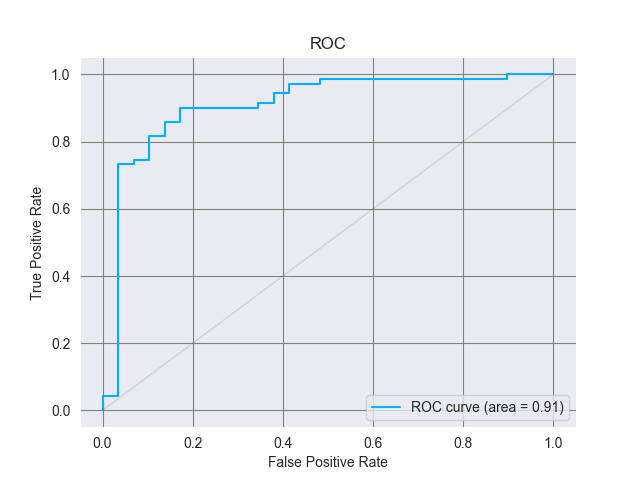 ROC
1.0
0.8
0.6
0.4
0.2
0.0
True Positive Rate
ROC curve (area = 0.91)
0.0 0.2 0.4 0.6 0.8 1.0
False Positive Rate